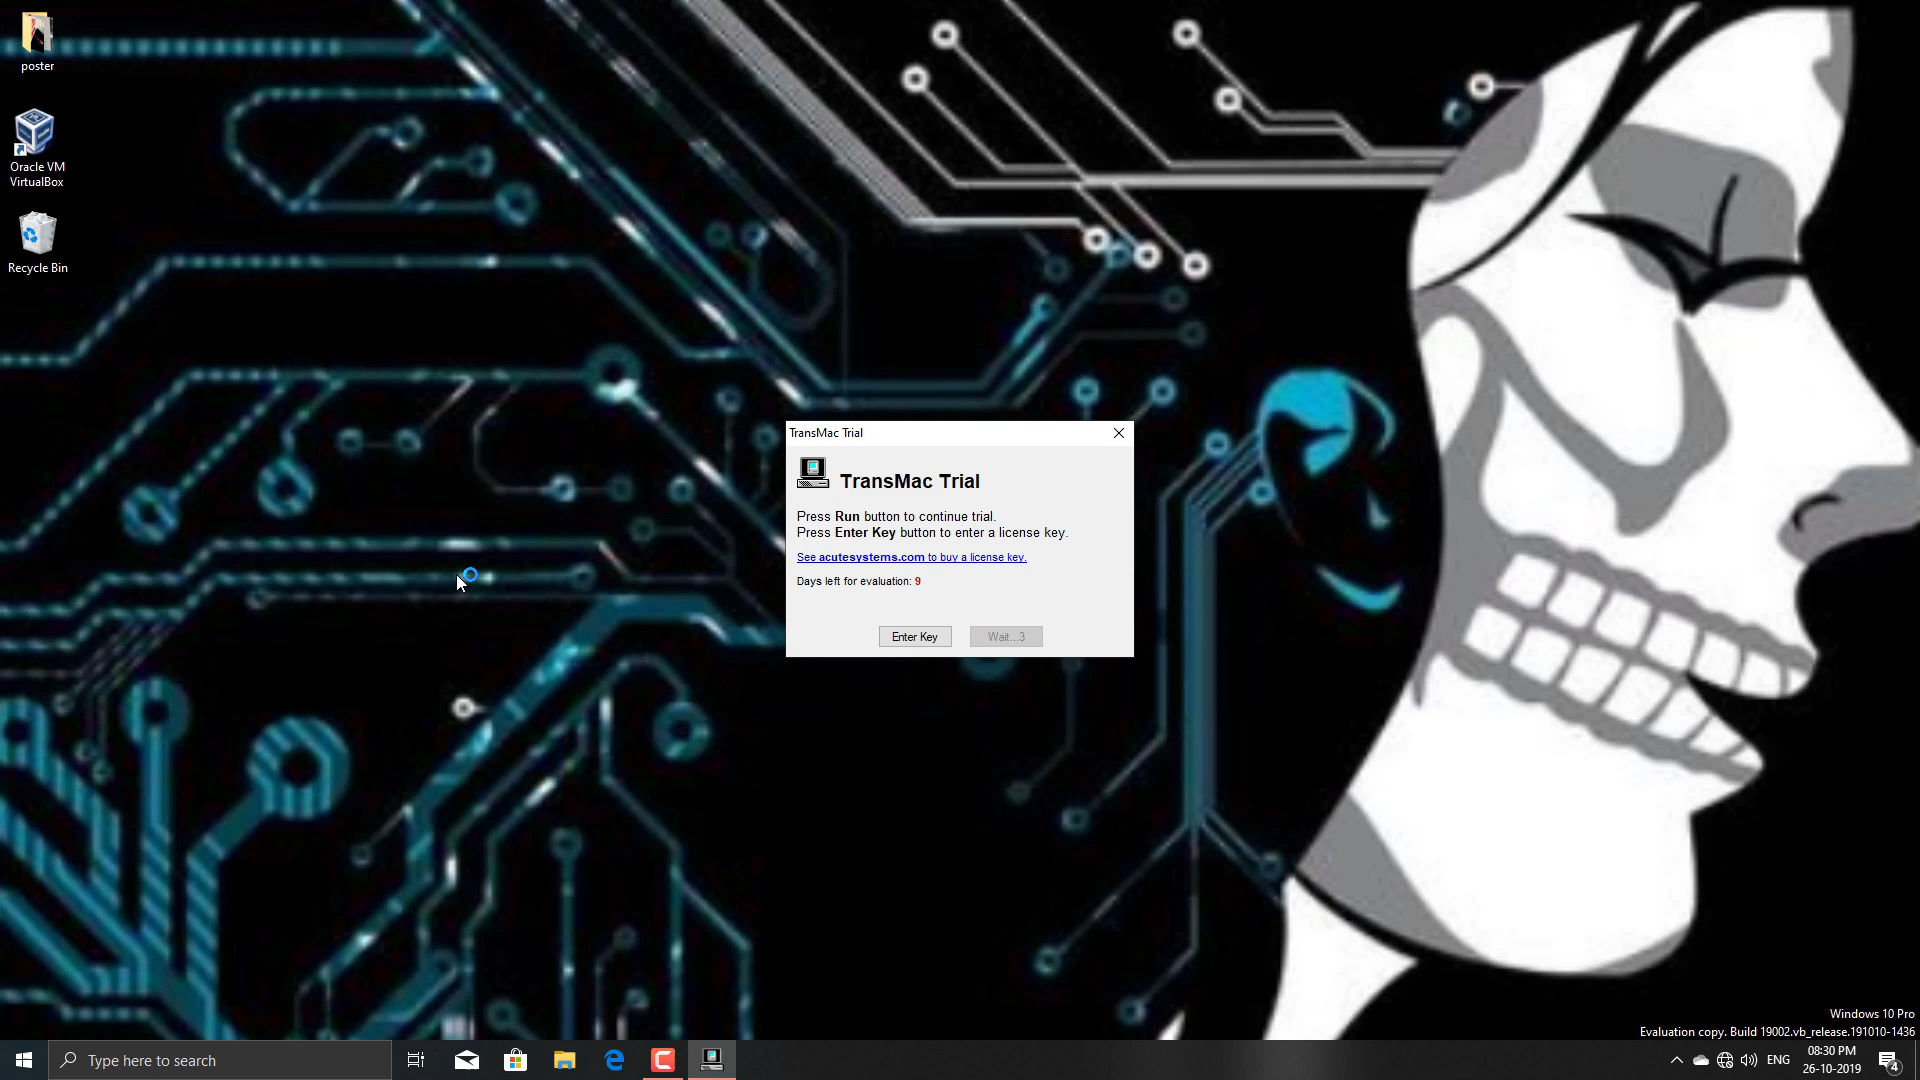 poster
Oracle VM
VirtualBox
Recycle Bin
TransMac Trial
TransMac Trial
Press Run button to continue trial.
Press Enter Key button to enter a license key.
See acutesystems.com to buy a license key.
Days left for evaluation: 9
Enter Key
Wait...3
Windows 10 Pro
Evaluation copy. Build 19002.vb_release.191010-1436
Type here to search
ENG
08:30 PM
26-10-2019
4